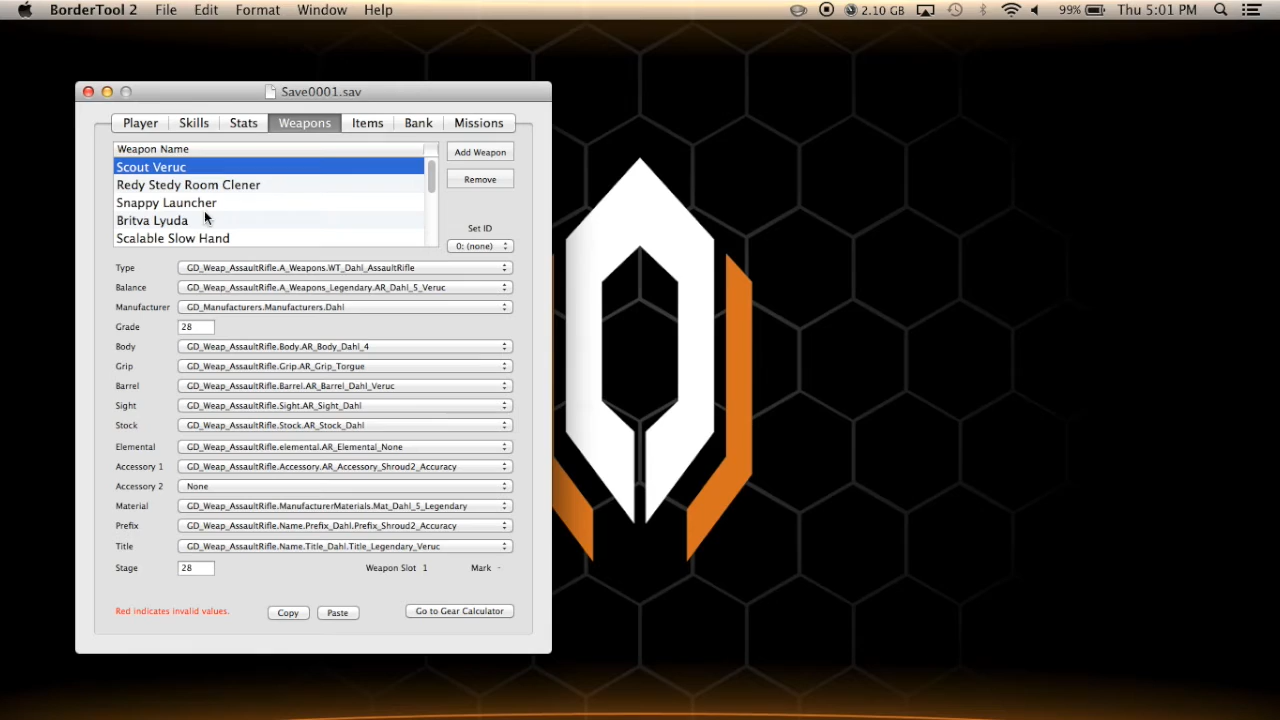 BorderTool 2 File Edit Format Window Help 2.10 GB 99% Thu 5:01 PM
Save0001.sav
Player Skills Stats Weapons Items Bank Missions
Weapon Name
Add Weapon
Scout Veruc
Remove
Redy Stedy Room Clener
Snappy Launcher
Britva Lyuda
Set ID
Scalable Slow Hand
0: (none)
Type GD_Weap_AssaultRifle.A_Weapons.WT_Dahl_AssaultRifle
Balance GD_Weap_AssaultRifle.A_Weapons_Legendary.AR_Dahl_5_Veruc
Manufacturer GD_Manufacturers.Manufacturers.Dahl
Grade 28
Body GD_Weap_AssaultRifle.Body.AR_Body_Dahl_4
Grip GD_Weap_AssaultRifle.Grip.AR_Grip_Torgue
Barrel GD_Weap_AssaultRifle.Barrel.AR_Barrel_Dahl_Veruc
Sight GD_Weap_AssaultRifle.Sight.AR_Sight_Dahl
Stock GD_Weap_AssaultRifle.Stock.AR_Stock_Dahl
Elemental GD_Weap_AssaultRifle.elemental.AR_Elemental_None
Accessory 1 GD_Weap_AssaultRifle.Accessory.AR_Accessory_Shroud2_Accuracy
Accessory 2 None
Material GD_Weap_AssaultRifle.ManufacturerMaterials.Mat_Dahl_5_Legendary
Prefix GD_Weap_AssaultRifle.Name.Prefix_Dahl.Prefix_Shroud2_Accuracy
Title GD_Weap_AssaultRifle.Name.Title_Dahl.Title_Legendary_Veruc
Stage 28 Weapon Slot 1 Mark -
Red indicates invalid values. Copy Paste Go to Gear Calculator